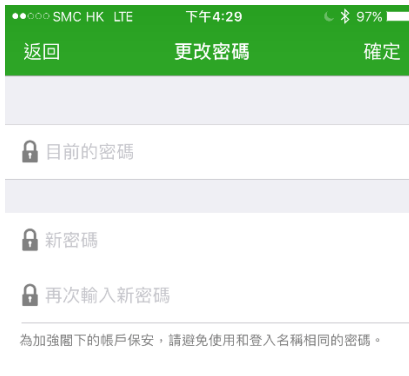 SMC HK LTE 下午4:29 97%
返回 更改密碼 確定
目前的密碼
新密碼
再次輸入新密碼
為加強閣下的帳戶保安，請避免使用和登入名稱相同的密碼。